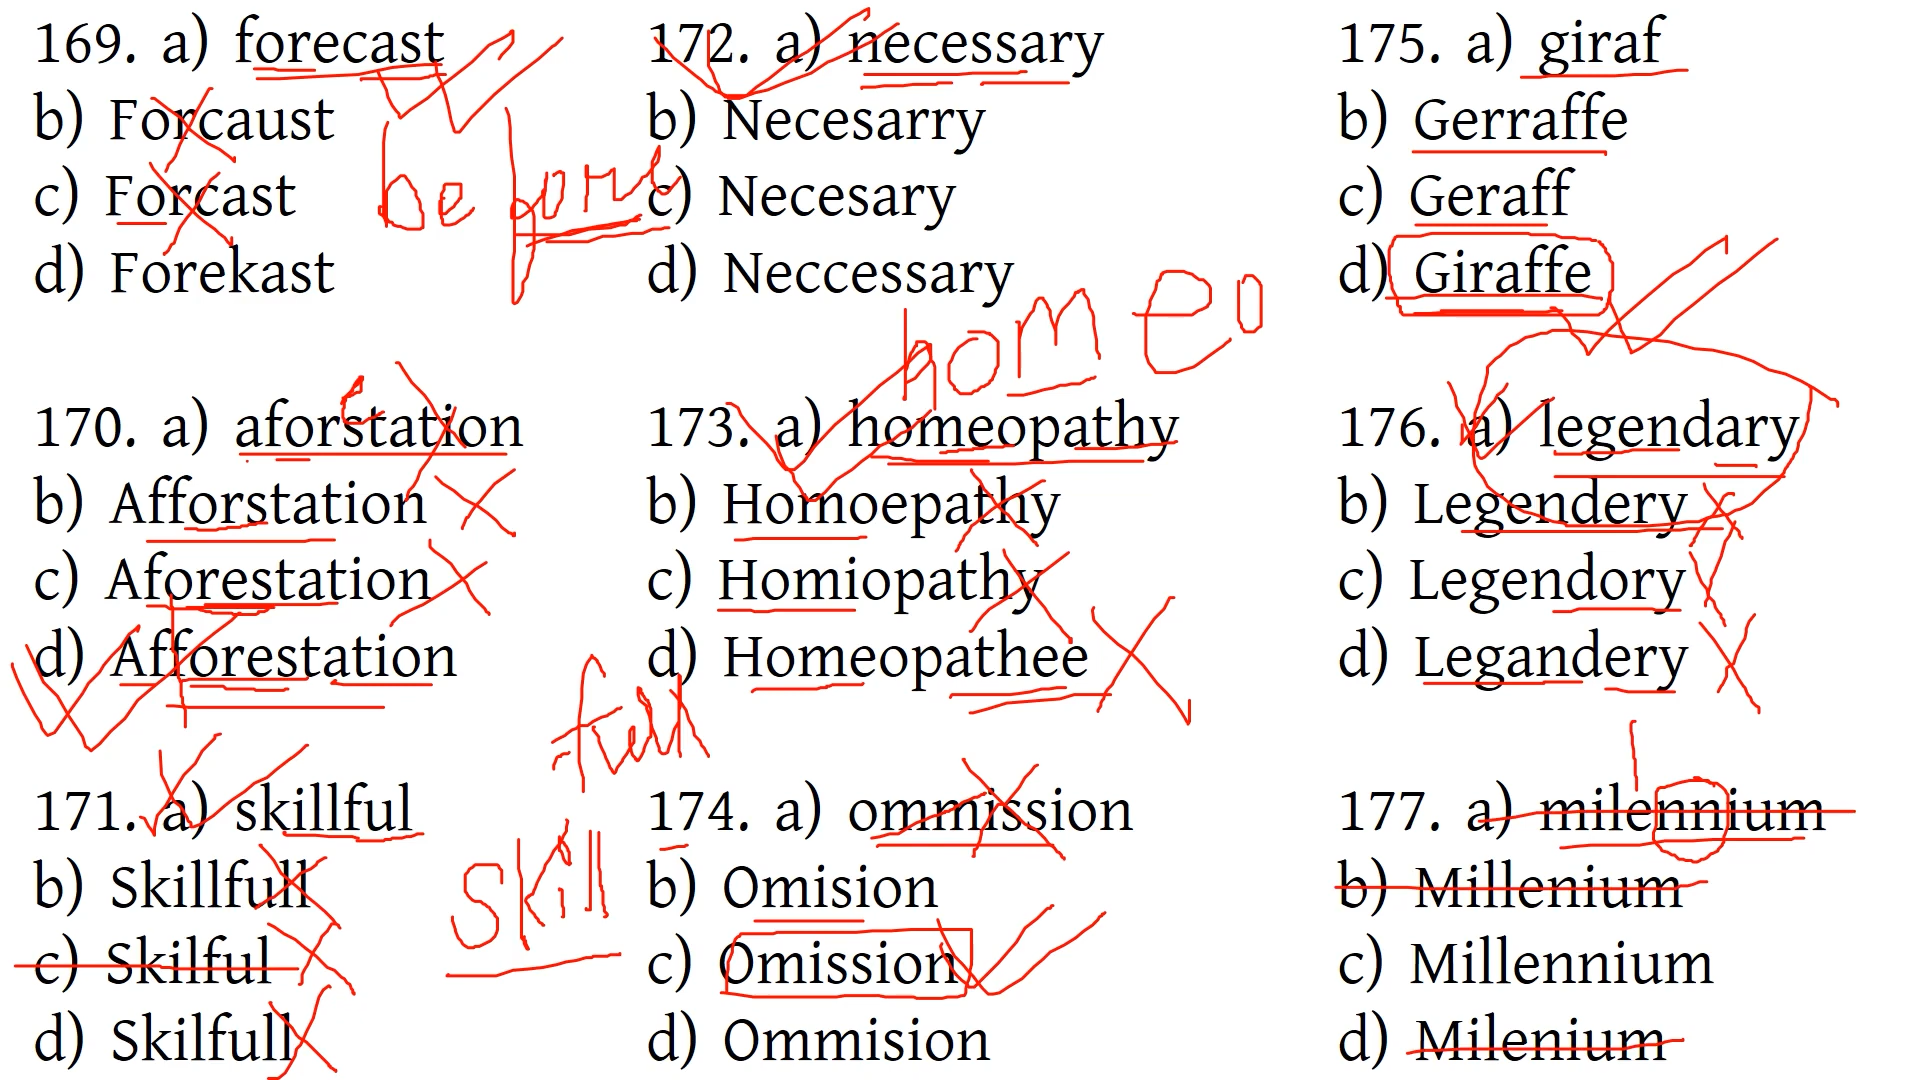 169. a) forecast
b) Forcaust
c) Forcast
d) Forekast
before
170. a) aforstation
e
b) Afforstation
c) Aforestation
d) Afforestation
171. a) skillful
b) Skillfull
c) Skilful
d) Skilfull
skill
full
172. a) necessary
b) Necesarry
c) Necesary
d) Neccessary
homeo
173. a) homeopathy
b) Homoepathy
c) Homiopathy
d) Homeopathee
174. a) ommission
b) Omision
c) Omission
d) Ommision
175. a) giraf
b) Gerraffe
c) Geraff
d) Giraffe
176. a) legendary
b) Legendery
c) Legendory
d) Legandery
l
177. a) milennium
b) Millenium
c) Millennium
d) Milenium